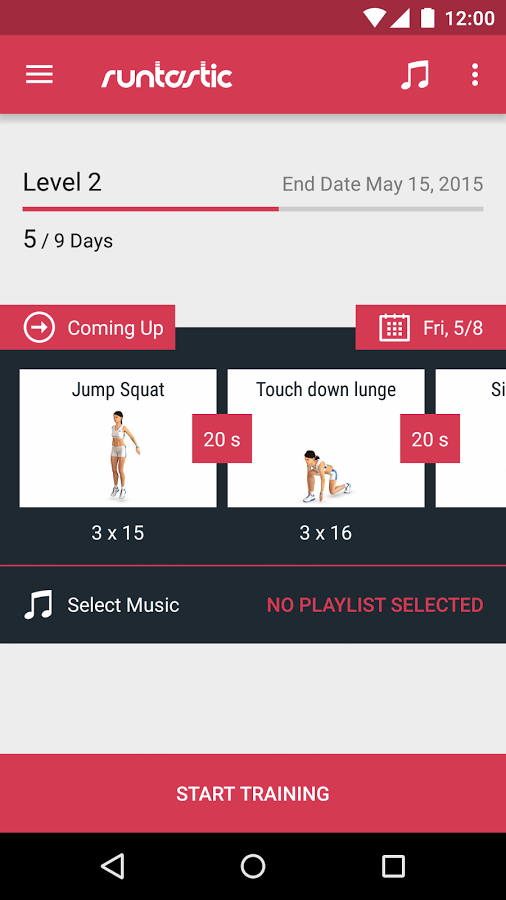 12:00
runtastic
Level 2
End Date May 15, 2015
5 / 9 Days
Coming Up
Fri, 5/8
Jump Squat
Touch down lunge
Si
20 s
20 s
3 x 15
3 x 16
Select Music
NO PLAYLIST SELECTED
START TRAINING